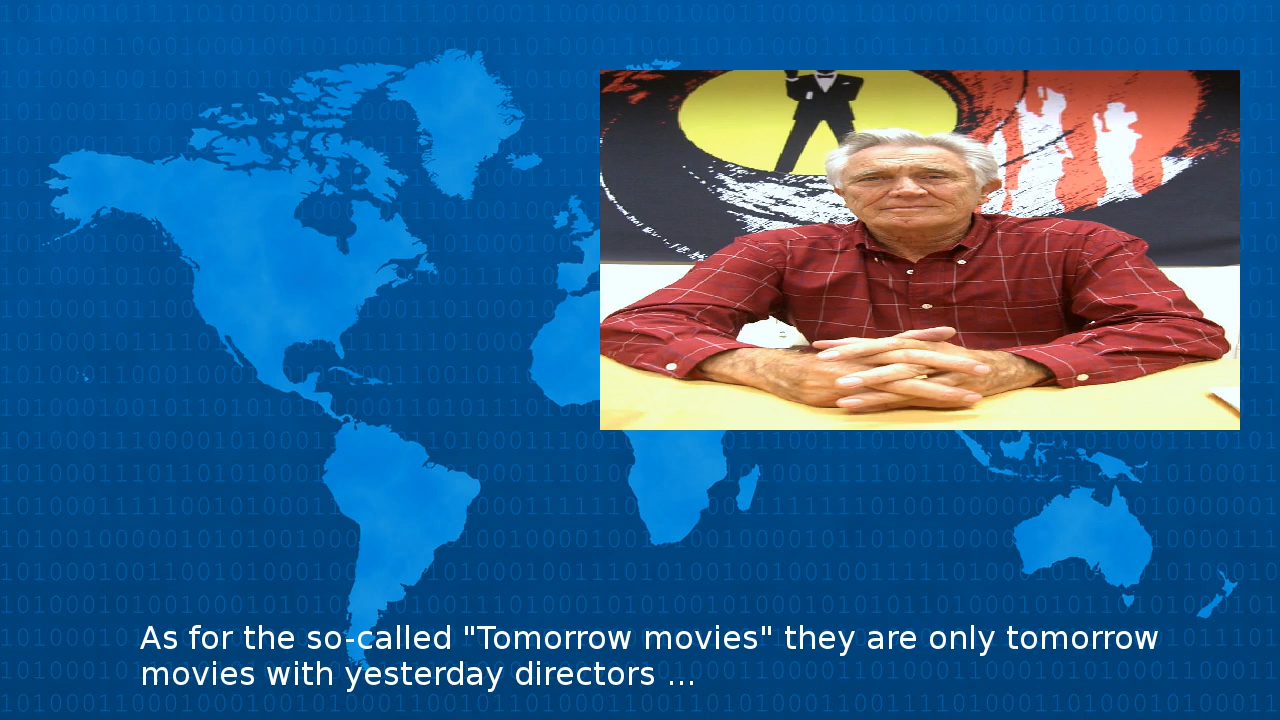 As for the so-called "Tomorrow movies" they are only tomorrow
movies with yesterday directors ...